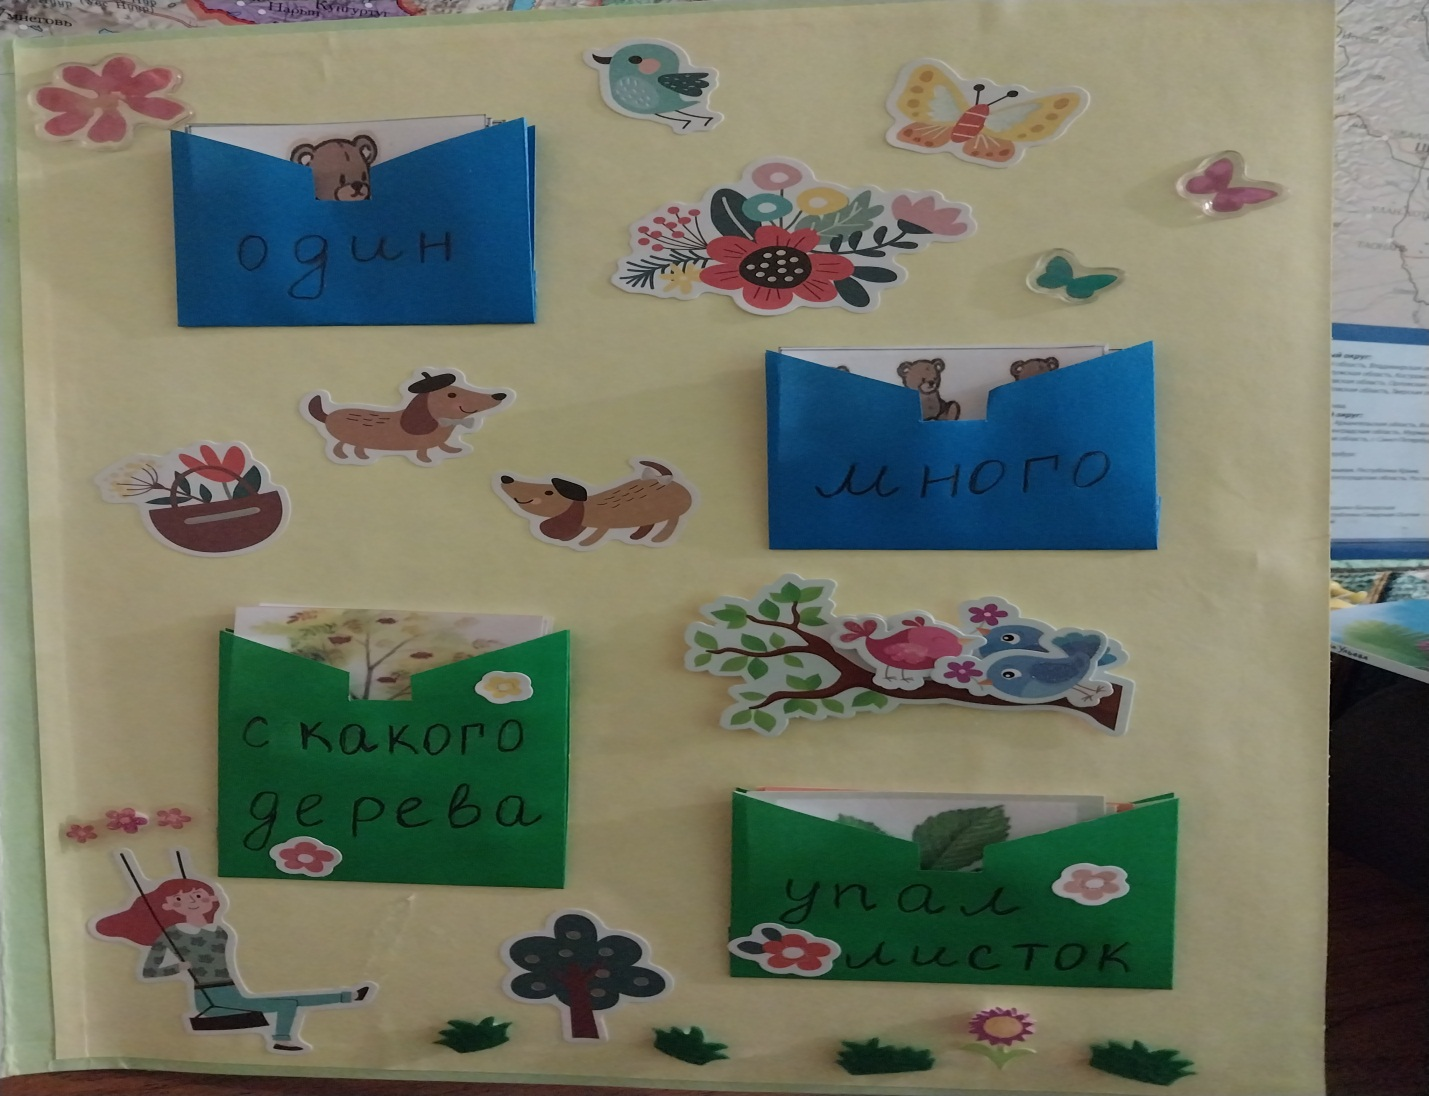 один
много
с какого
дерева
упал
листок